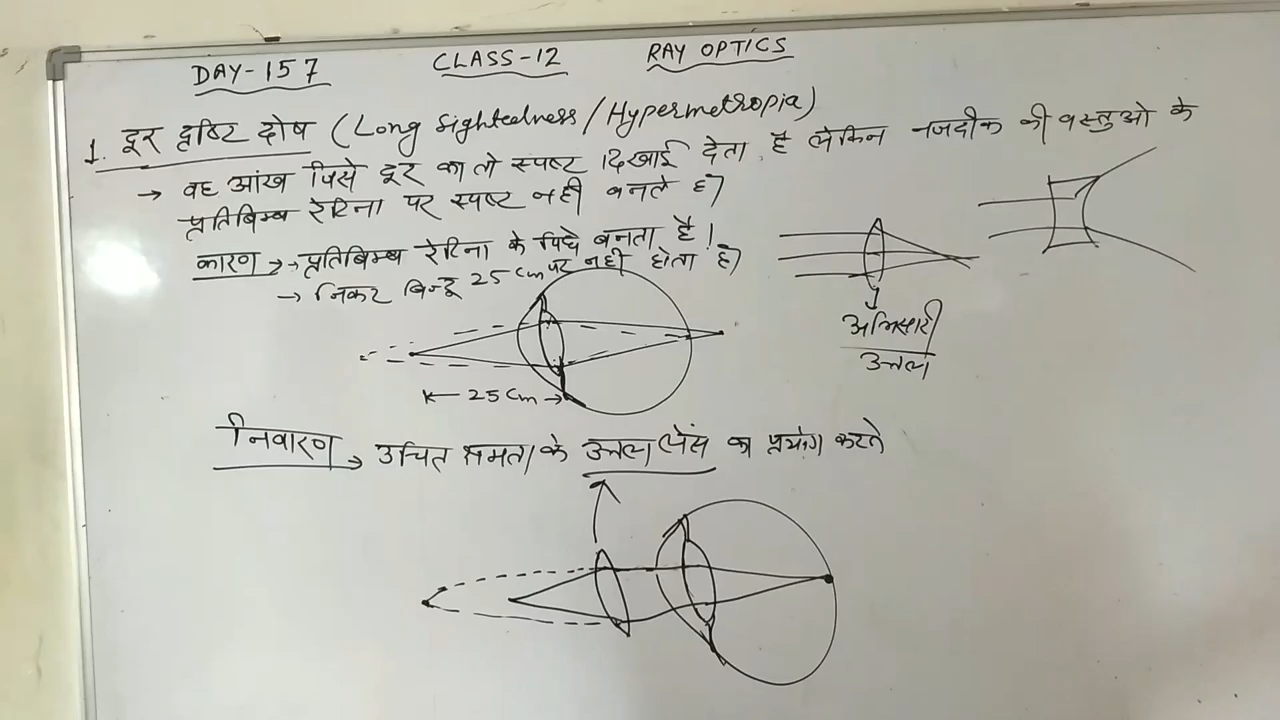 DAY-157 CLASS-12 RAY OPTICS
1. दूर दृष्टि दोष (Long Sightedness/Hypermetropia)
→ वह आंख जिसे दूर का तो स्पष्ट दिखाई देता है लेकिन नजदीक की वस्तुओ के
प्रतिबिम्ब रेटिना पर स्पष्ट नही बनते है
कारण → → प्रतिबिम्ब रेटिना के पिछे बनता है।
→ निकट बिन्दू 25 cm पर नही होता है
25 cm
अभिसारी
उत्तल
निवारण → उचित क्षमता के उत्तल लेंस का प्रयोग करते